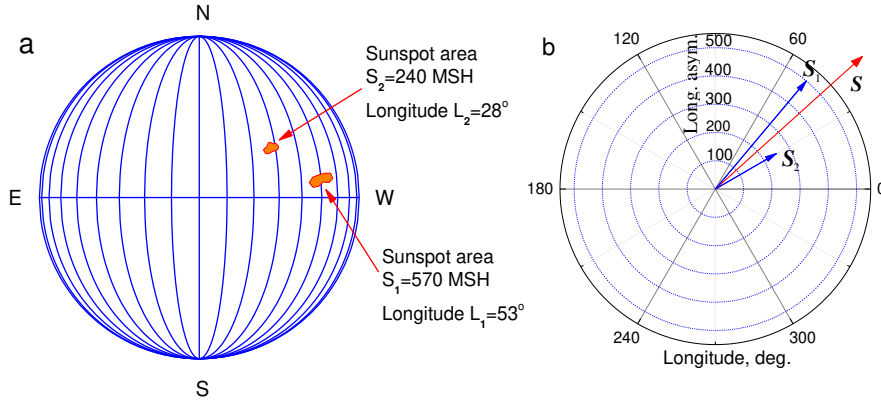 a
N
E
W
S
Sunspot area
S₂=240 MSH
Longitude L₂=28°
Sunspot area
S₁=570 MSH
Longitude L₁=53°
b
120
60
180
0
240
300
Long. asym.
500
400
300
200
100
S₁
S
S₂
Longitude, deg.